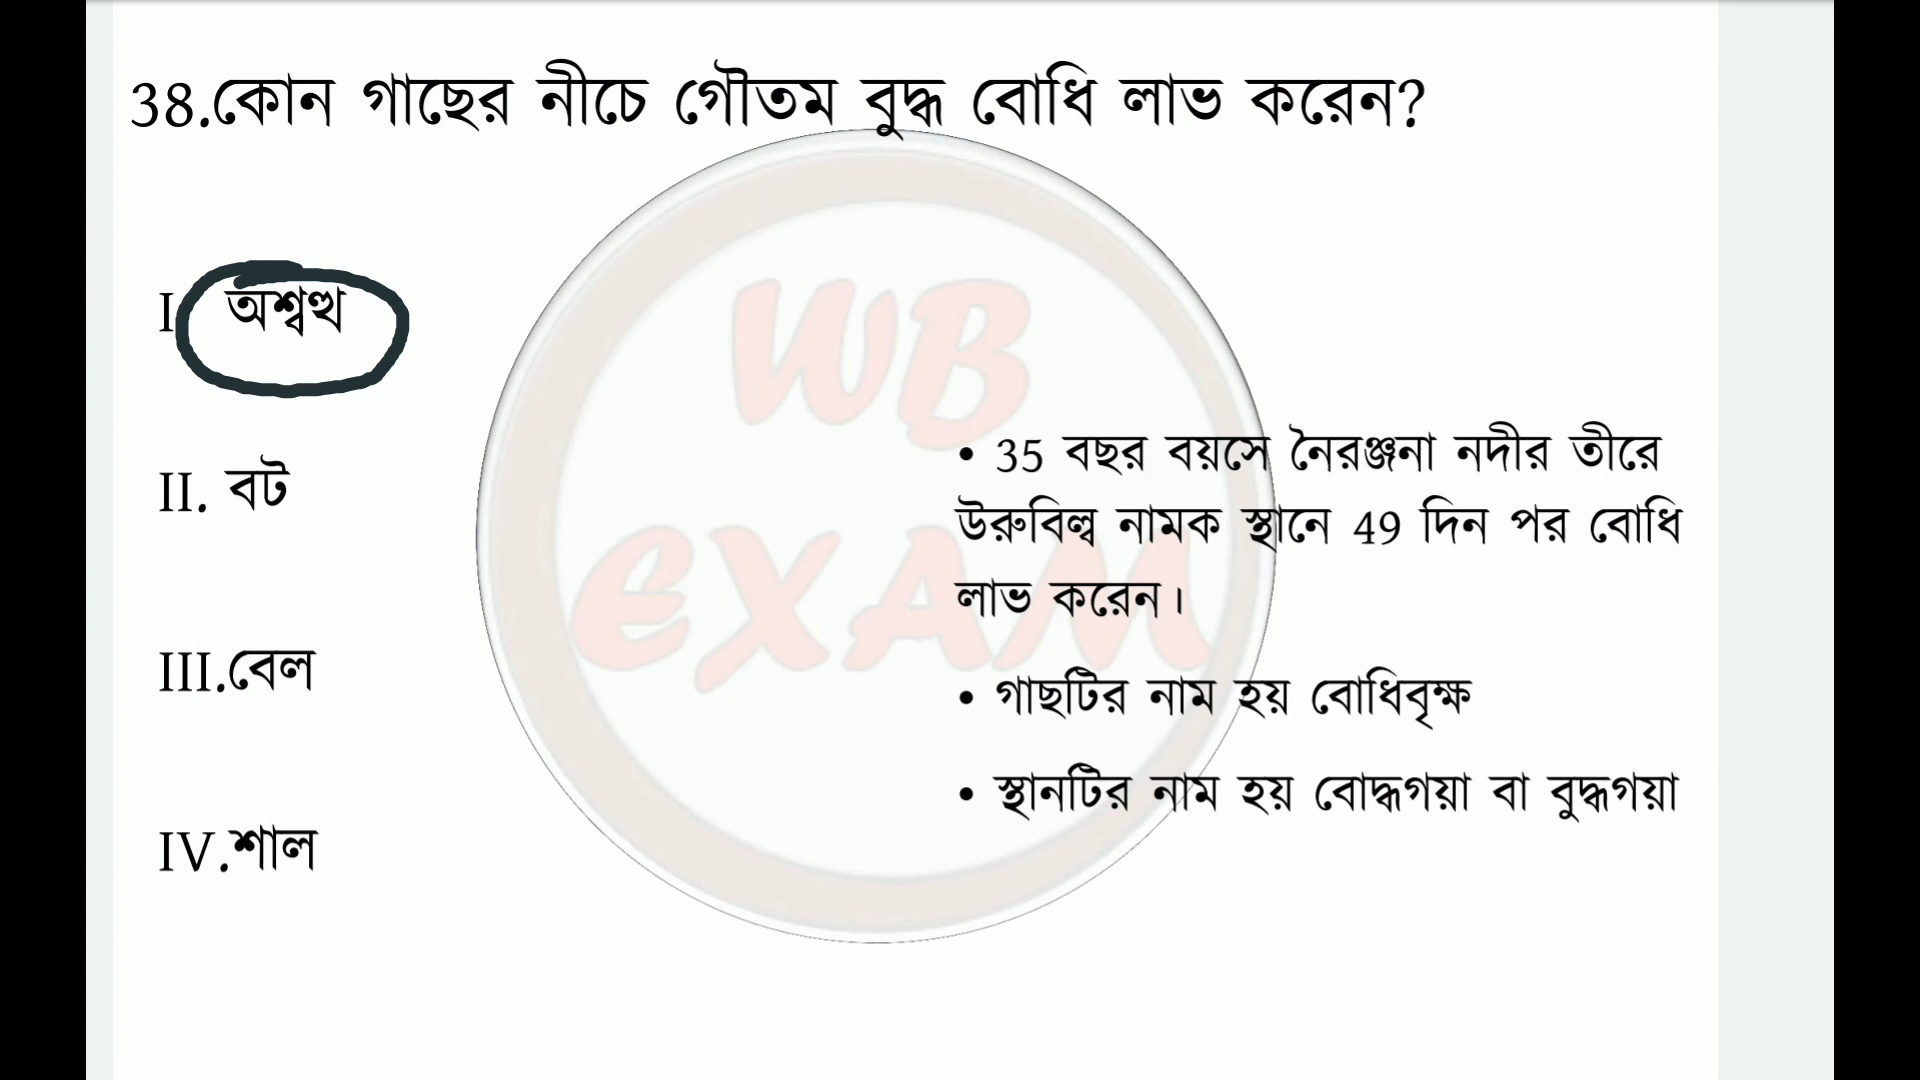 38.কোন গাছের নীচে গৌতম বুদ্ধ বোধি লাভ করেন?
I অশ্বত্থ
II. বট
III.বেল
IV.শাল
• 35 বছর বয়সে নৈরঞ্জনা নদীর তীরে
উরুবিল্ব নামক স্থানে 49 দিন পর বোধি
লাভ করেন।
• গাছটির নাম হয় বোধিবৃক্ষ
• স্থানটির নাম হয় বোদ্ধগয়া বা বুদ্ধগয়া
WB
EXAM